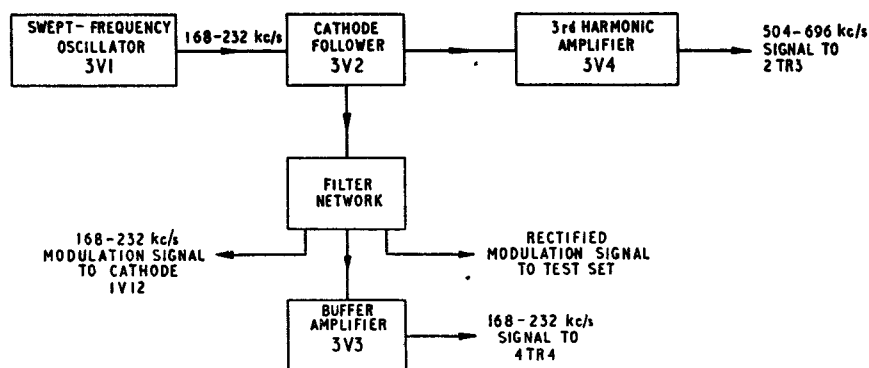 SWEPT-FREQUENCY
OSCILLATOR
3V1
168-232 kc/s
CATHODE
FOLLOWER
3V2
3rd HARMONIC
AMPLIFIER
3V4
504-696 kc/s
SIGNAL TO
2TR3
FILTER
NETWORK
168-232 kc/s
MODULATION SIGNAL
TO CATHODE
1V12
RECTIFIED
MODULATION SIGNAL
TO TEST SET
BUFFER
AMPLIFIER
3V3
168-232 kc/s
SIGNAL TO
4TR4